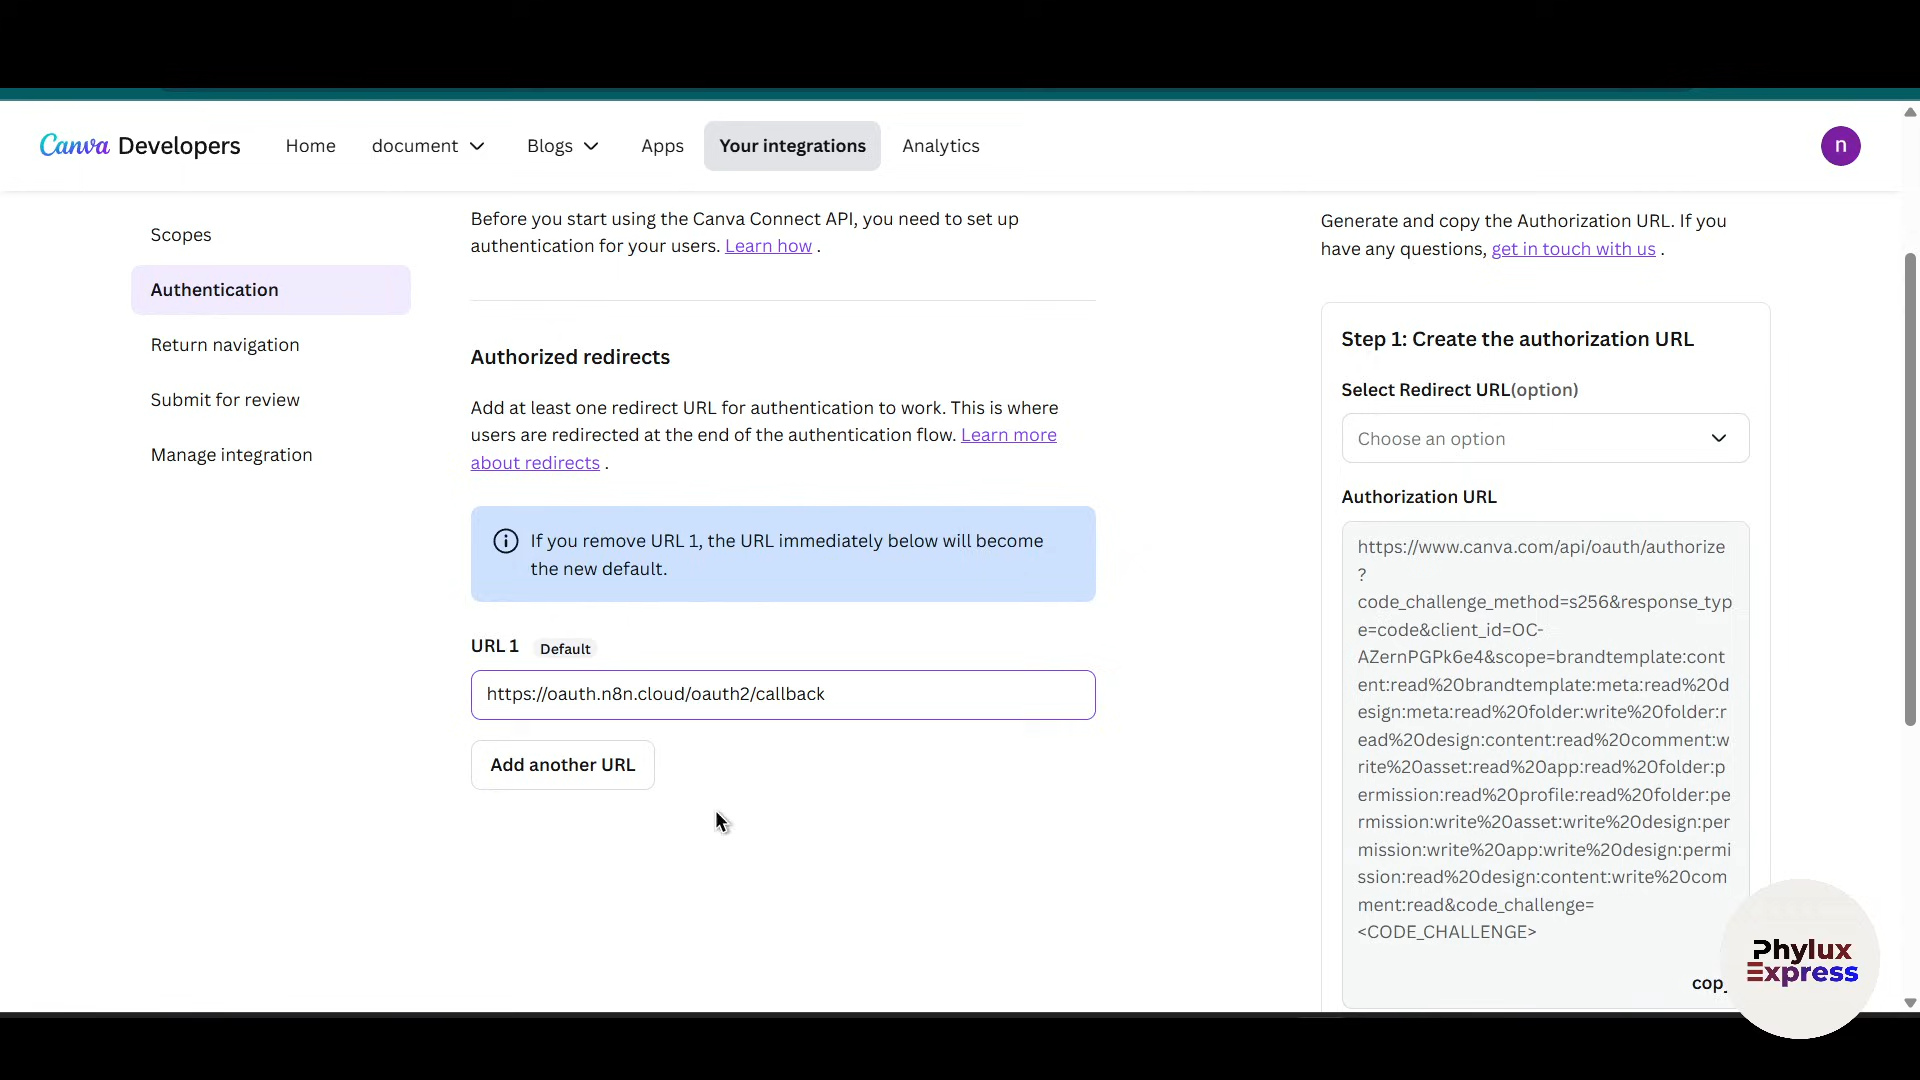 Canva Developers
Home
document
Blogs
Apps
Your integrations
Analytics
n
Scopes
Authentication
Return navigation
Submit for review
Manage integration
Before you start using the Canva Connect API, you need to set up
authentication for your users. Learn how .
Authorized redirects
Add at least one redirect URL for authentication to work. This is where
users are redirected at the end of the authentication flow. Learn more
about redirects .
If you remove URL 1, the URL immediately below will become
the new default.
URL 1 Default
https://oauth.n8n.cloud/oauth2/callback
Add another URL
Generate and copy the Authorization URL. If you
have any questions, get in touch with us .
Step 1: Create the authorization URL
Select Redirect URL(option)
Choose an option
Authorization URL
https://www.canva.com/api/oauth/authorize
?
code_challenge_method=s256&response_typ
e=code&client_id=OC-
AZernPGPk6e4&scope=brandtemplate:cont
ent:read%20brandtemplate:meta:read%20d
esign:meta:read%20folder:write%20folder:r
ead%20design:content:read%20comment:w
rite%20asset:read%20app:read%20folder:p
ermission:read%20profile:read%20folder:pe
rmission:write%20asset:write%20design:per
mission:write%20app:write%20design:permi
ssion:read%20design:content:write%20com
ment:read&code_challenge=
<CODE_CHALLENGE>
Phylux
Express